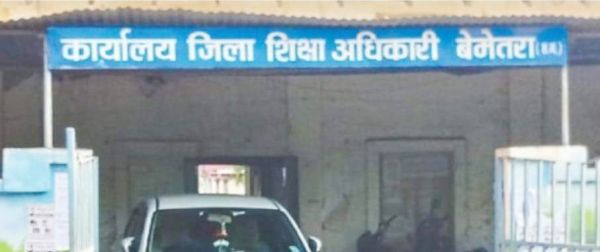 कार्यालय जिला शिक्षा अधिकारी बेमेतरा (छ.ग.)